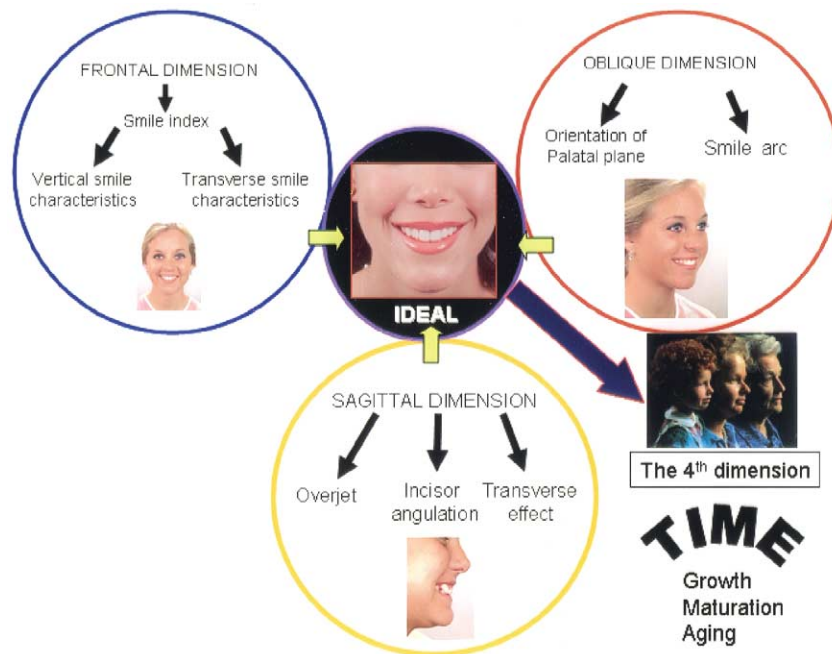 FRONTAL DIMENSION
Smile index
Vertical smile
characteristics
Transverse smile
characteristics
OBLIQUE DIMENSION
Orientation of
Palatal plane
Smile arc
IDEAL
SAGITTAL DIMENSION
Overjet
Incisor
angulation
Transverse
effect
The 4th dimension
TIME
Growth
Maturation
Aging